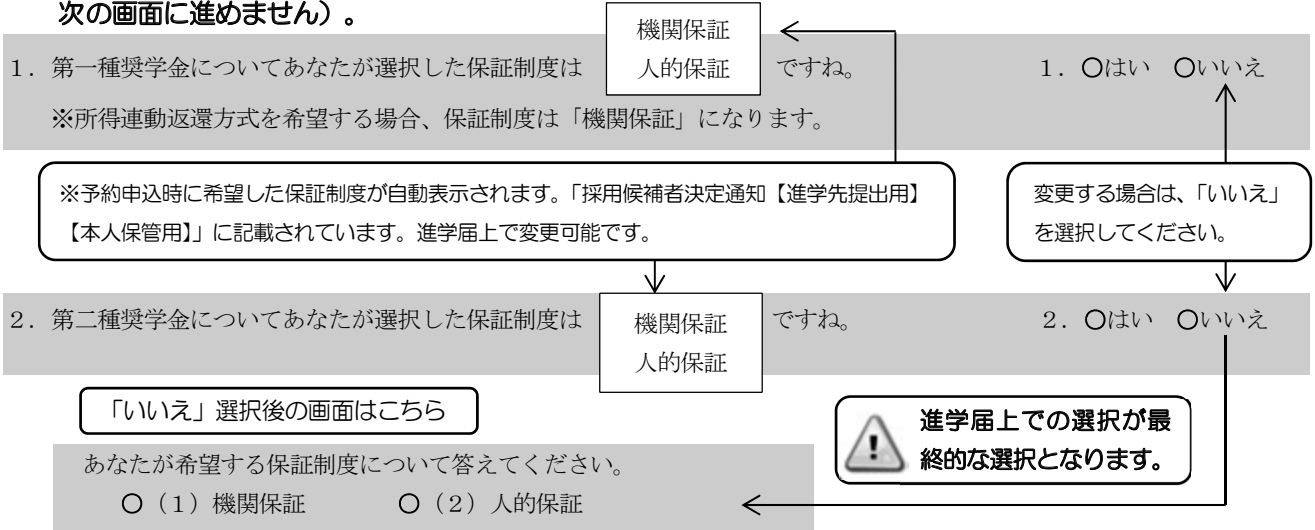 次の画面に進めません）。
機関保証
1．第一種奨学金についてあなたが選択した保証制度は 人的保証 ですね。 1．〇はい 〇いいえ
※所得連動返還方式を希望する場合、保証制度は「機関保証」になります。
※予約申込時に希望した保証制度が自動表示されます。「採用候補者決定通知【進学先提出用】
【本人保管用】」に記載されています。進学届上で変更可能です。
変更する場合は、「いいえ」
を選択してください。
2．第二種奨学金についてあなたが選択した保証制度は 機関保証 ですね。 2．〇はい 〇いいえ
人的保証
「いいえ」選択後の画面はこちら
進学届上での選択が最
終的な選択となります。
あなたが希望する保証制度について答えてください。
〇（1）機関保証 〇（2）人的保証